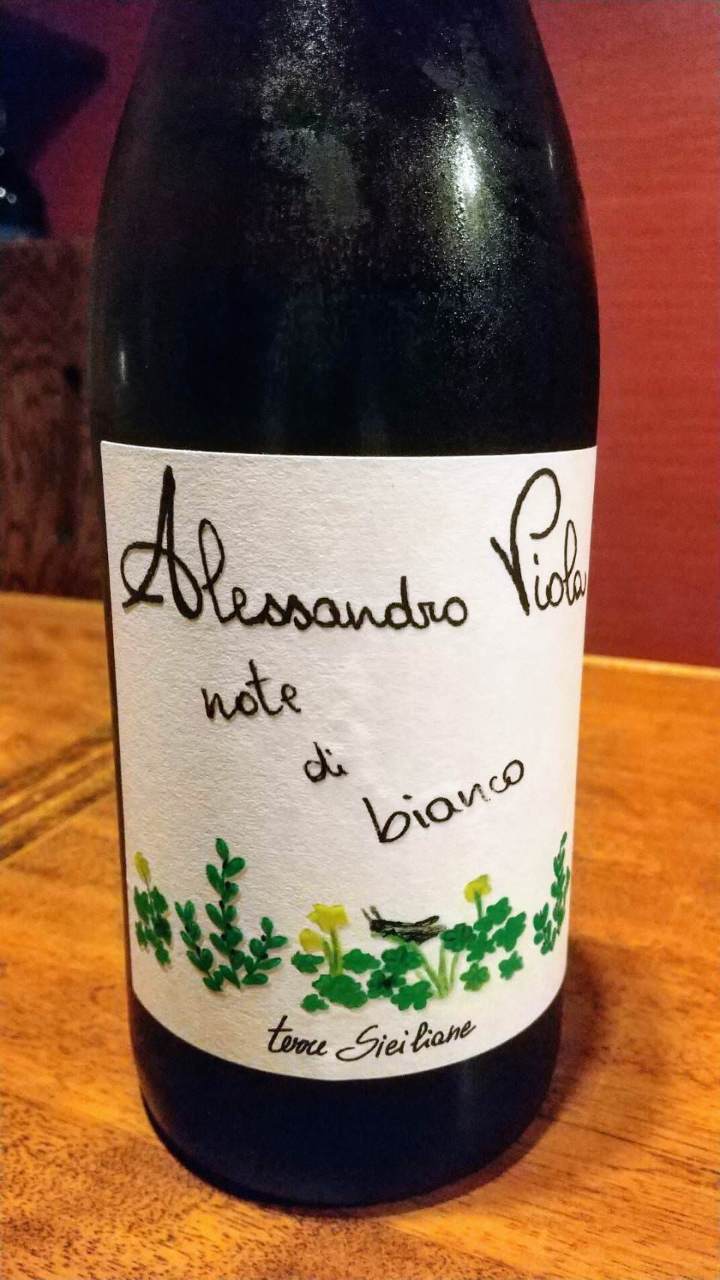 Alessandro Viola
note
di
bianco
terre Siciliane